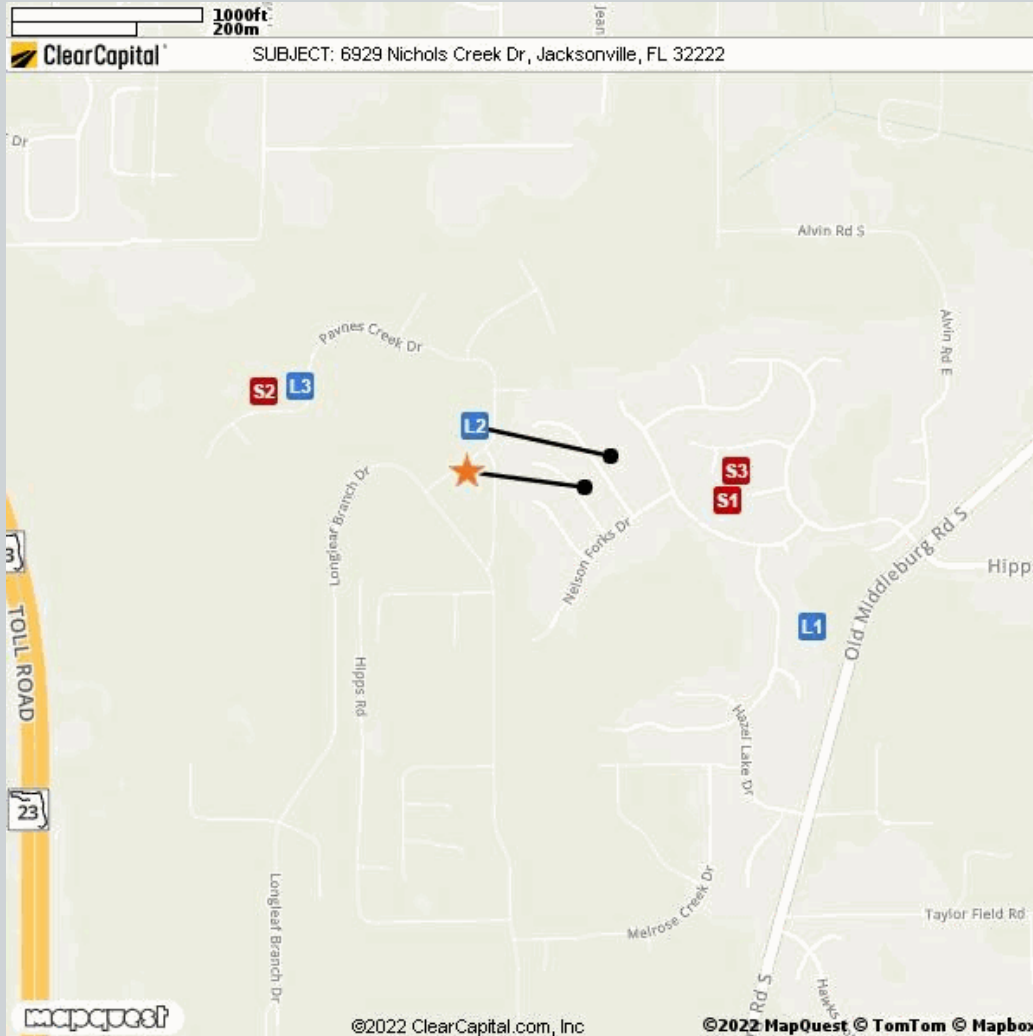 1000ft
200m
Jean
ClearCapital
SUBJECT: 6929 Nichols Creek Dr, Jacksonville, FL 32222
Dr
Alvin Rd S
Alvin Rd E
Paynes Creek Dr
S2
L3
L2
S3
S1
Longleaf Branch Dr
Nelson Forks Dr
Old Middleburg Rd S
Hipp
3
TOLL ROAD
L1
Hipps Rd
Hazel Lake Dr
23
Longleaf Branch Dr
Melrose Creek Dr
Taylor Field Rd
Rd S
Hawks
mapquest
©2022 ClearCapital.com, Inc
©2022 MapQuest © TomTom © Mapbox